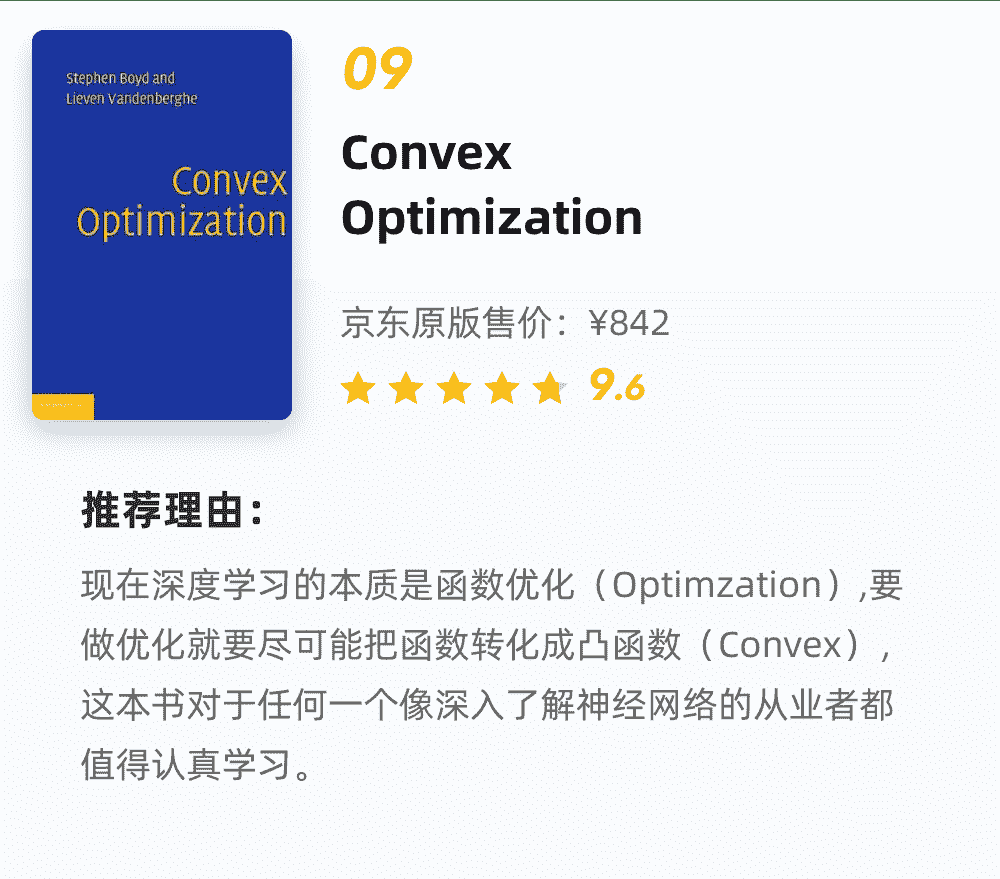 Stephen Boyd and
Lieven Vandenberghe
Convex
Optimization
09
Convex
Optimization
京东原版售价：¥842
9.6
推荐理由：
现在深度学习的本质是函数优化（Optimzation）,要
做优化就要尽可能把函数转化成凸函数（Convex）,
这本书对于任何一个像深入了解神经网络的从业者都
值得认真学习。